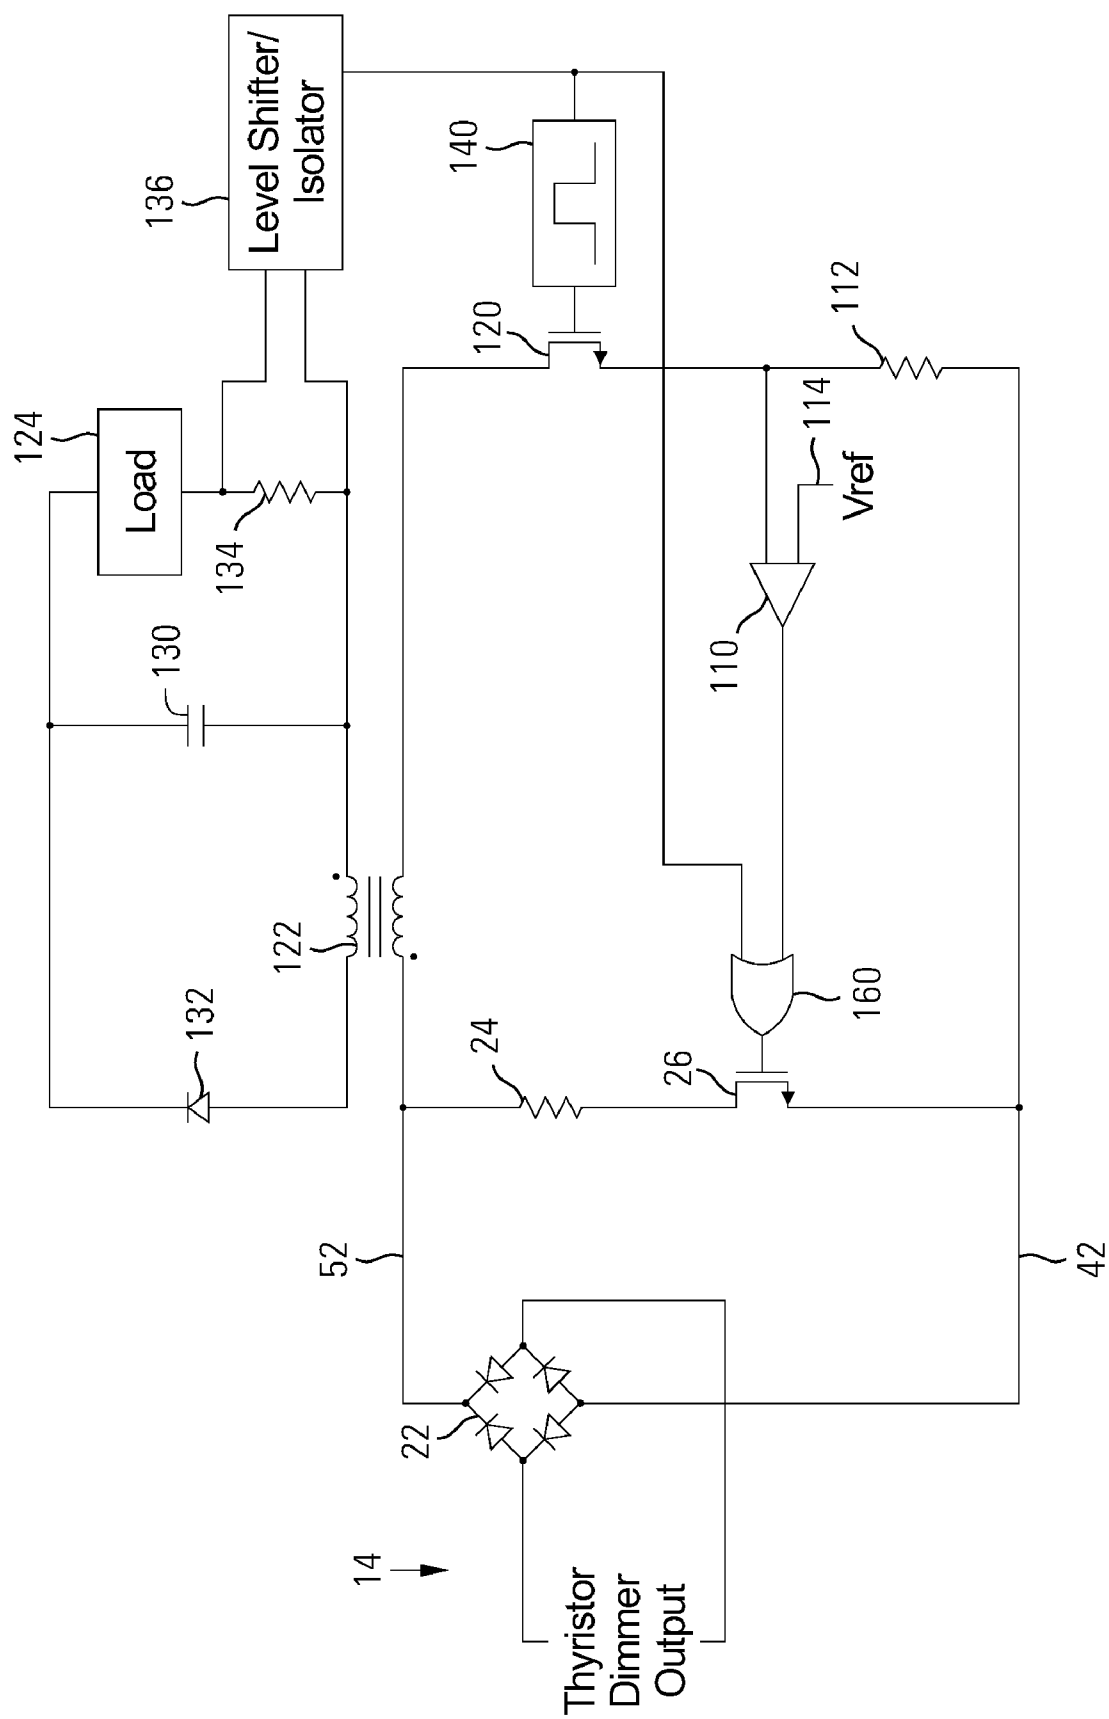 Level Shifter/
Isolator
136
140
120
112
124
Load
134
114
Vref
110
130
122
132
24
26
160
52
42
22
14
Thyristor
Dimmer
Output